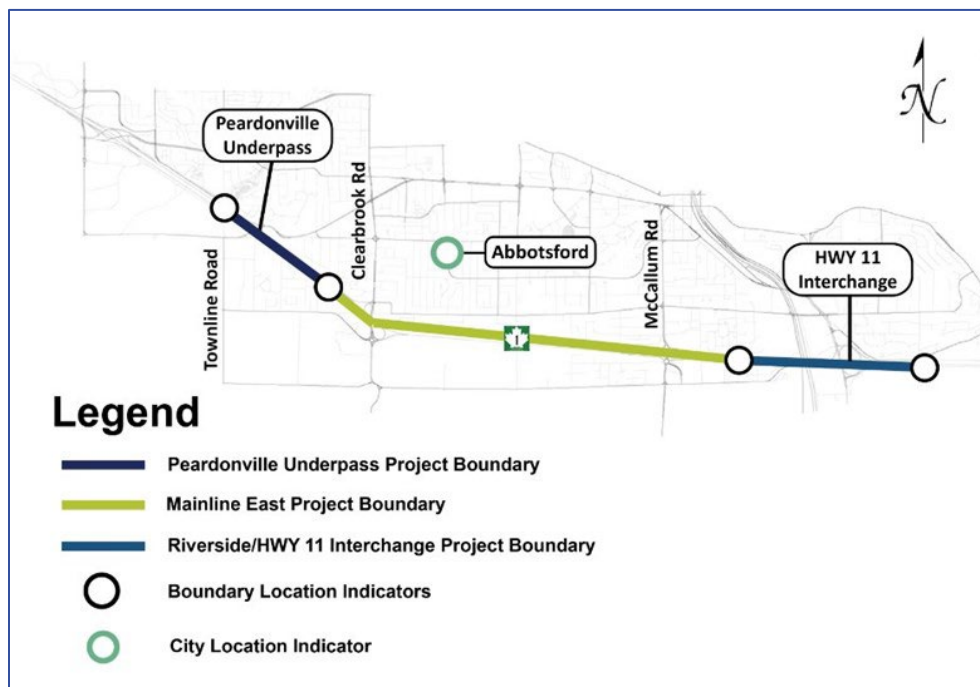 N
Peardonville
Underpass
Clearbrook Rd
Townline Road
Abbotsford
McCallum Rd
HWY 11
Interchange
1
Legend
Peardonville Underpass Project Boundary
Mainline East Project Boundary
Riverside/HWY 11 Interchange Project Boundary
Boundary Location Indicators
City Location Indicator